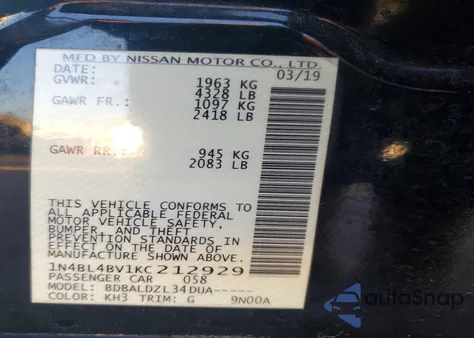 MFD BY NISSAN MOTOR CO., LTD.
DATE: 03/19
GVWR: 1963 KG
4328 LB
GAWR FR.: 1097 KG
2418 LB
GAWR RR.: 945 KG
2083 LB
THIS VEHICLE CONFORMS TO
ALL APPLICABLE FEDERAL
MOTOR VEHICLE SAFETY,
BUMPER, AND THEFT
PREVENTION STANDARDS IN
EFFECT ON THE DATE OF
MANUFACTURE SHOWN ABOVE.
1N4BL4BV1KC212929
PASSENGER CAR 058
MODEL: BDBALDZL34DUA-----
COLOR: KH3 TRIM: G 9N00A
AutoSnap